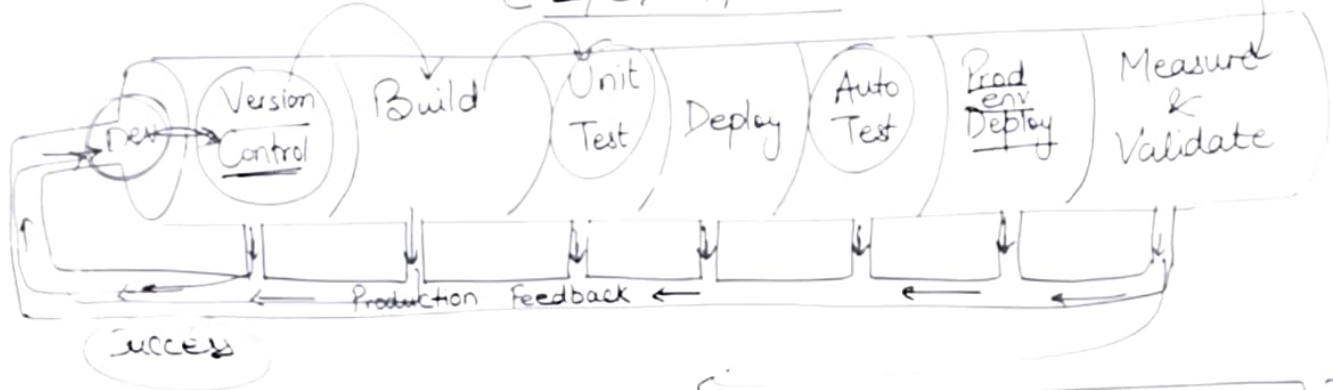 Dev
Version
Control
Build
Unit
Test
Deploy
Auto
Test
Prod
env
Deploy
Measure
&
Validate
Production Feedback
Success